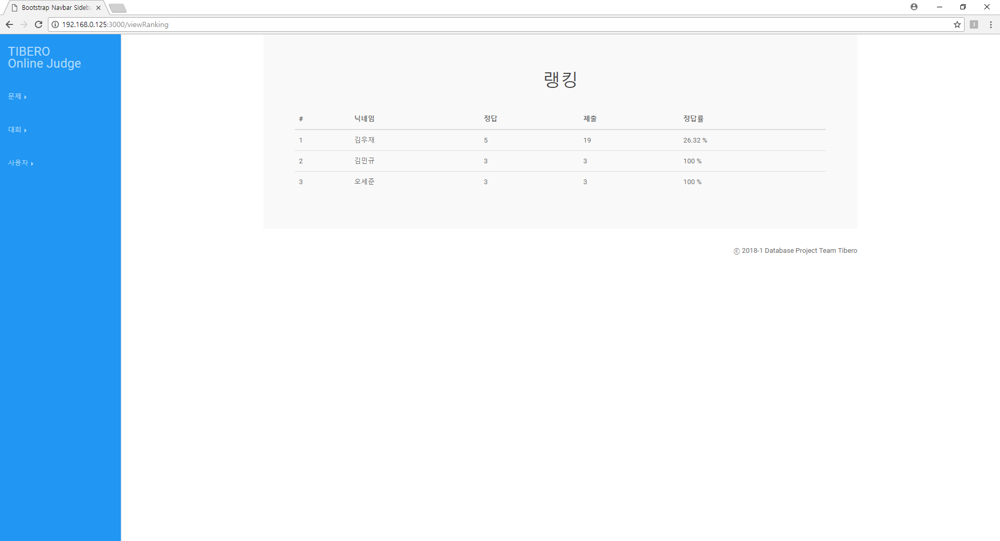 Bootstrap Navbar Sideba
192.168.0.125:3000/viewRanking
TIBERO
Online Judge
문제
대회
사용자
랭킹
# 닉네임 정답 제출 정답률
1 김우재 5 19 26.32 %
2 김민규 3 3 100 %
3 오세준 3 3 100 %
ⓒ 2018-1 Database Project Team Tibero